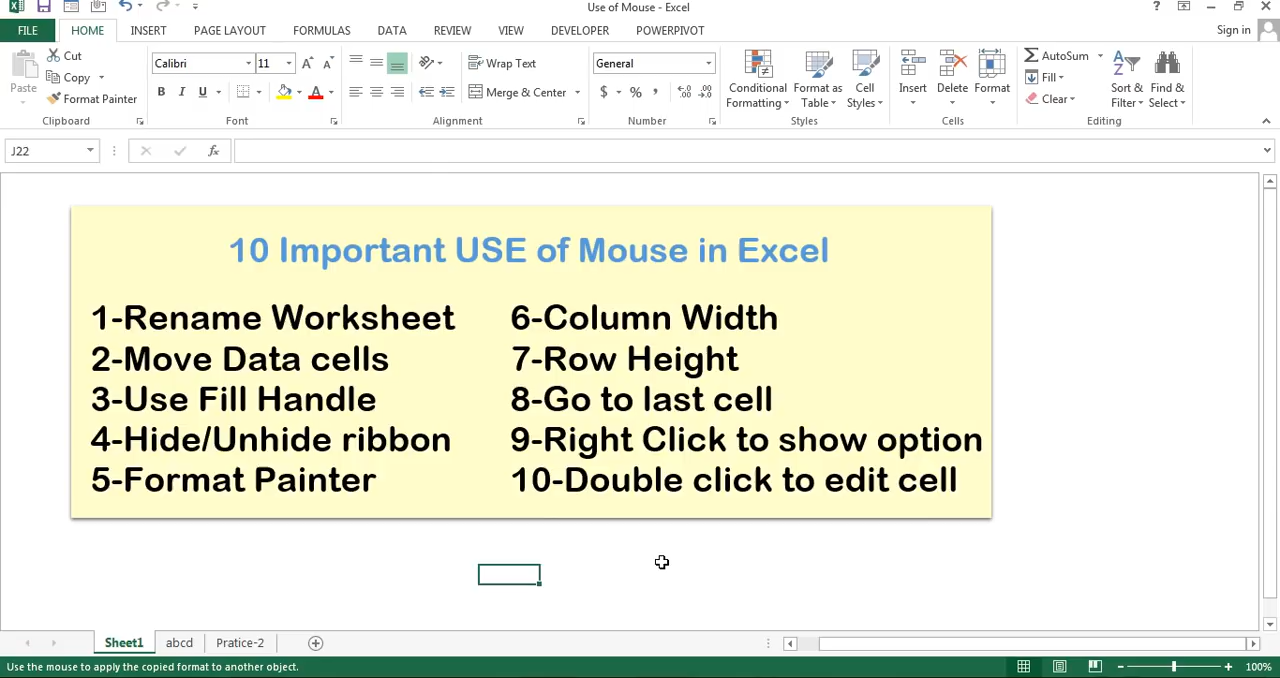 Use of Mouse - Excel
?
Sign in
FILE HOME INSERT PAGE LAYOUT FORMULAS DATA REVIEW VIEW DEVELOPER POWERPIVOT
Paste
Cut
Copy
Format Painter
Clipboard
Calibri 11
B I U
Font
Wrap Text
Merge & Center
Alignment
General
$ % ,
Number
Conditional
Formatting
Format as
Table
Cell
Styles
Styles
Insert
Delete
Format
Cells
AutoSum
Fill
Clear
Sort &
Filter
Find &
Select
Editing
J22
fx
10 Important USE of Mouse in Excel
1-Rename Worksheet
2-Move Data cells
3-Use Fill Handle
4-Hide/Unhide ribbon
5-Format Painter
6-Column Width
7-Row Height
8-Go to last cell
9-Right Click to show option
10-Double click to edit cell
Sheet1 abcd Pratice-2
Use the mouse to apply the copied format to another object.
100%